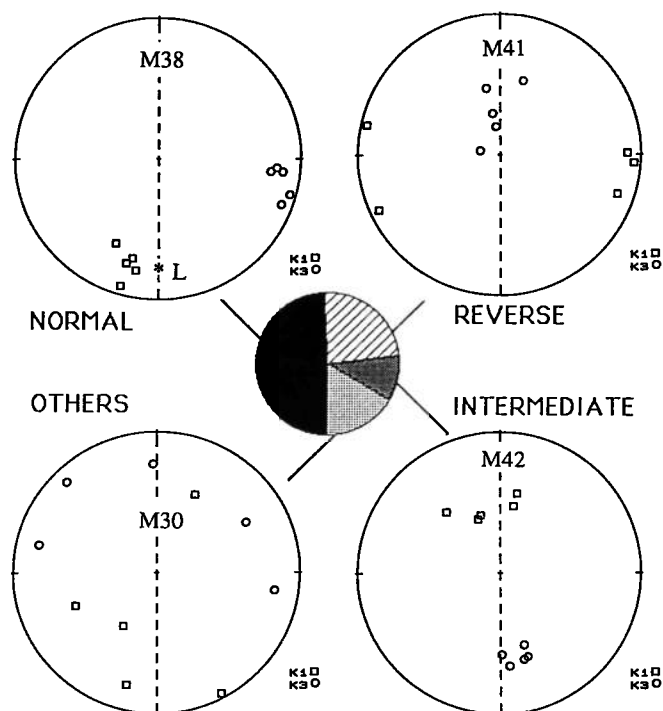 M38
* L
K1□
K3○
NORMAL
M41
K1□
K3○
REVERSE
OTHERS
M30
K1□
K3○
INTERMEDIATE
M42
K1□
K3○